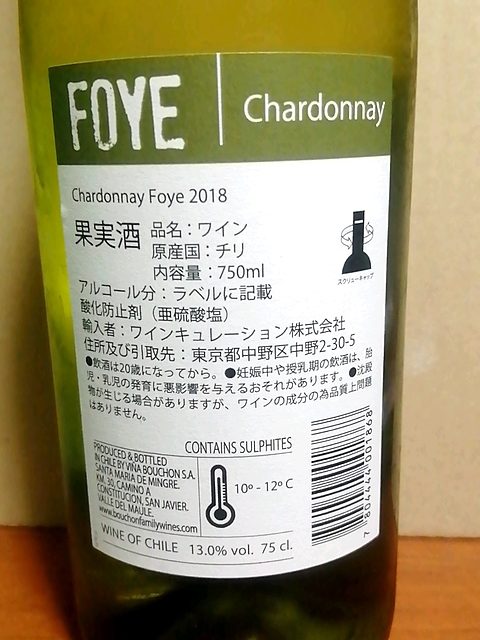 FOYE
Chardonnay
Chardonnay Foye 2018
果実酒
品名：ワイン
原産国：チリ
内容量：750ml
スクリューキャップ
アルコール分：ラベルに記載
酸化防止剤（亜硫酸塩）
輸入者：ワインキュレーション株式会社
住所及び引取先：東京都中野区中野2-30-5
●飲酒は20歳になってから。●妊娠中や授乳期の飲酒は、胎
児・乳児の発育に悪影響を与えるおそれがあります。●沈殿
物が生じる場合がありますが、ワインの成分の為品質上問題
はありません。
CONTAINS SULPHITES
PRODUCED & BOTTLED
IN CHILE BY VIÑA BOUCHON S.A.
SANTA MARIA DE MINGRE.
KM. 30, CAMINO A
CONSTITUCION, SAN JAVIER.
VALLE DEL MAULE.
www.bouchonfamilywines.com
10º - 12º C
WINE OF CHILE 13.0% vol. 75 cl.
7 804444 001868